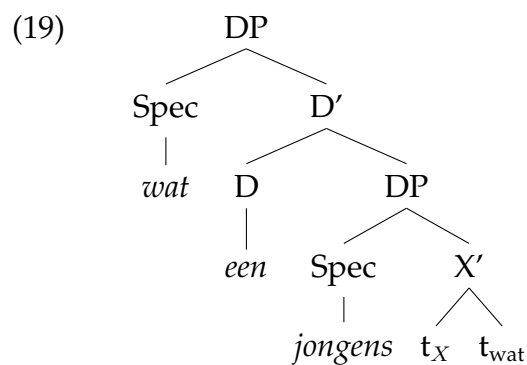 (19) DP
Spec D'
wat D DP
een Spec X'
jongens t_X t_wat